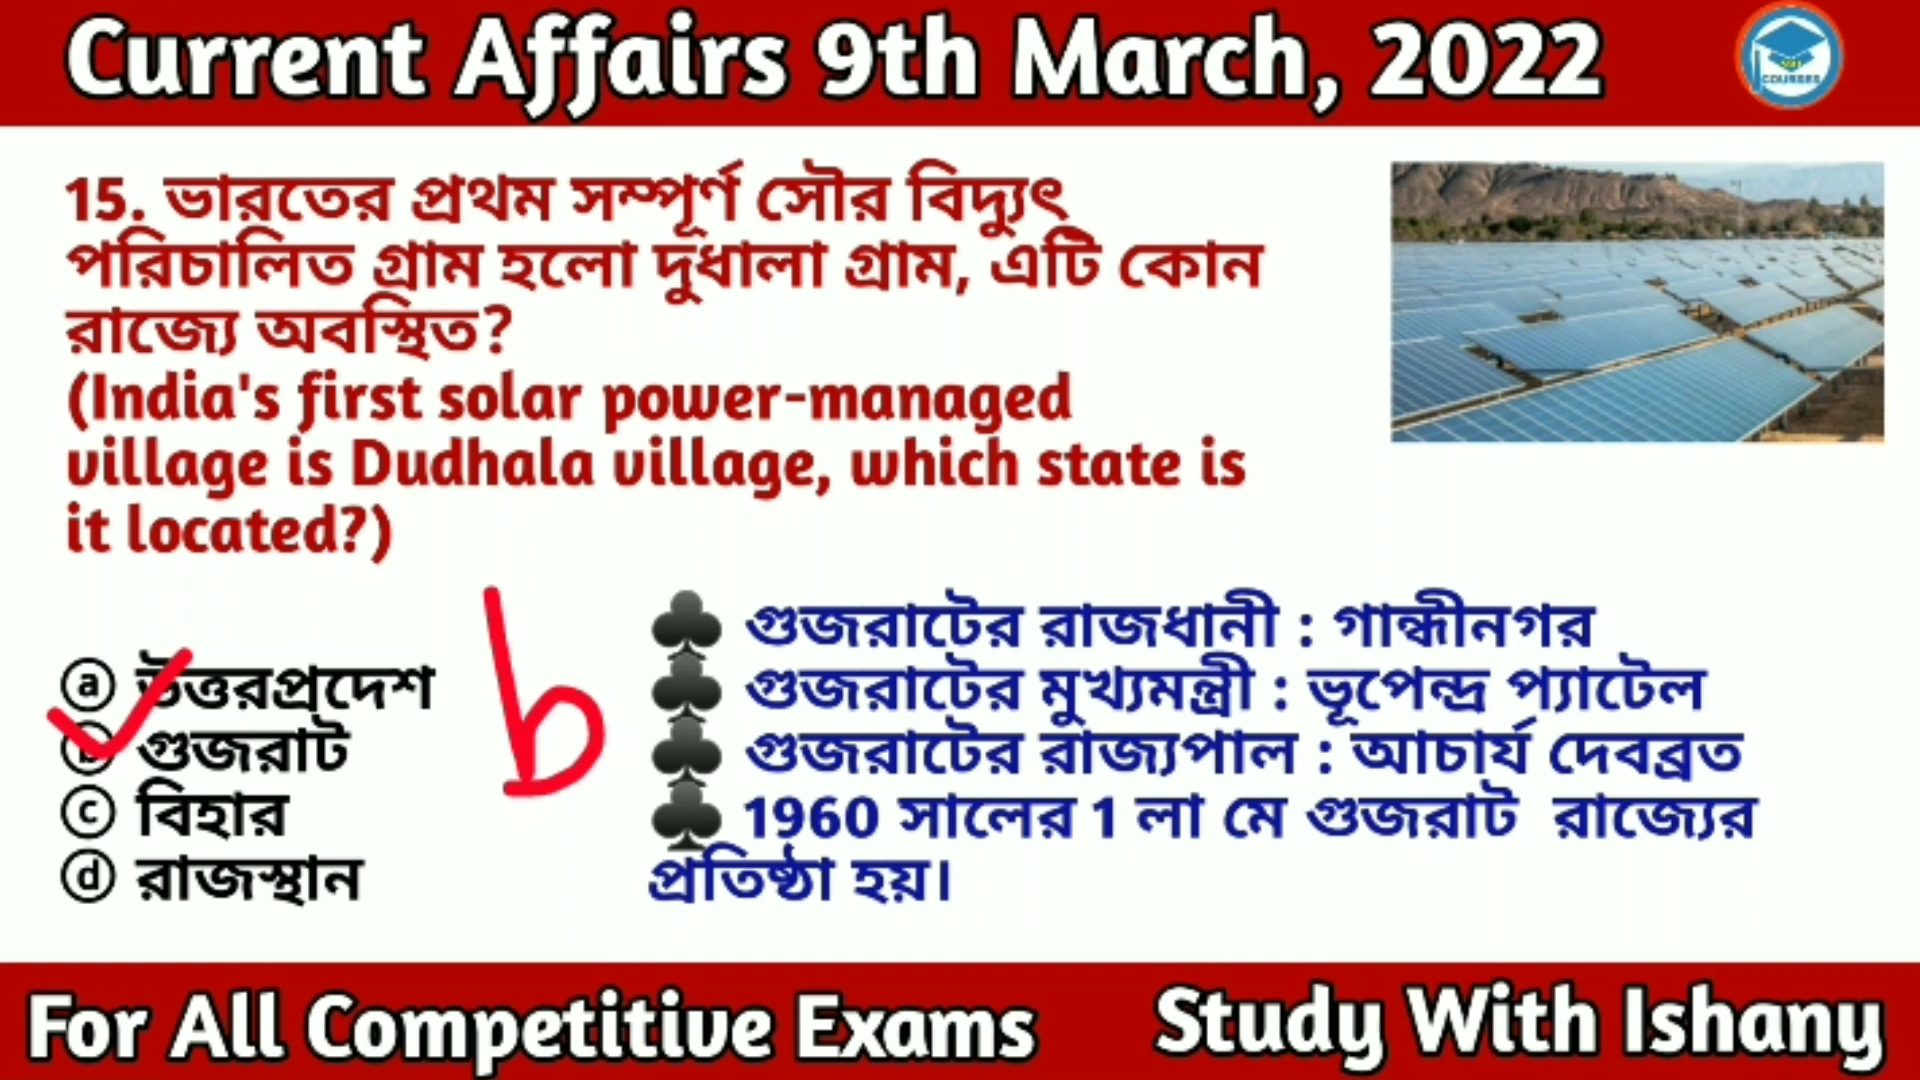 Current Affairs 9th March, 2022
COURSES
15. ভারতের প্রথম সম্পূর্ণ সৌর বিদ্যুৎ
পরিচালিত গ্রাম হলো দুধালা গ্রাম, এটি কোন
রাজ্যে অবস্থিত?
(India's first solar power-managed
village is Dudhala village, which state is
it located?)
ⓐ উত্তরপ্রদেশ
ⓑ গুজরাট
ⓒ বিহার
ⓓ রাজস্থান
b
♣ গুজরাটের রাজধানী : গান্ধীনগর
♣ গুজরাটের মুখ্যমন্ত্রী : ভূপেন্দ্র প্যাটেল
♣ গুজরাটের রাজ্যপাল : আচার্য দেবব্রত
♣ 1960 সালের 1 লা মে গুজরাট রাজ্যের
প্রতিষ্ঠা হয়।
For All Competitive Exams
Study With Ishany